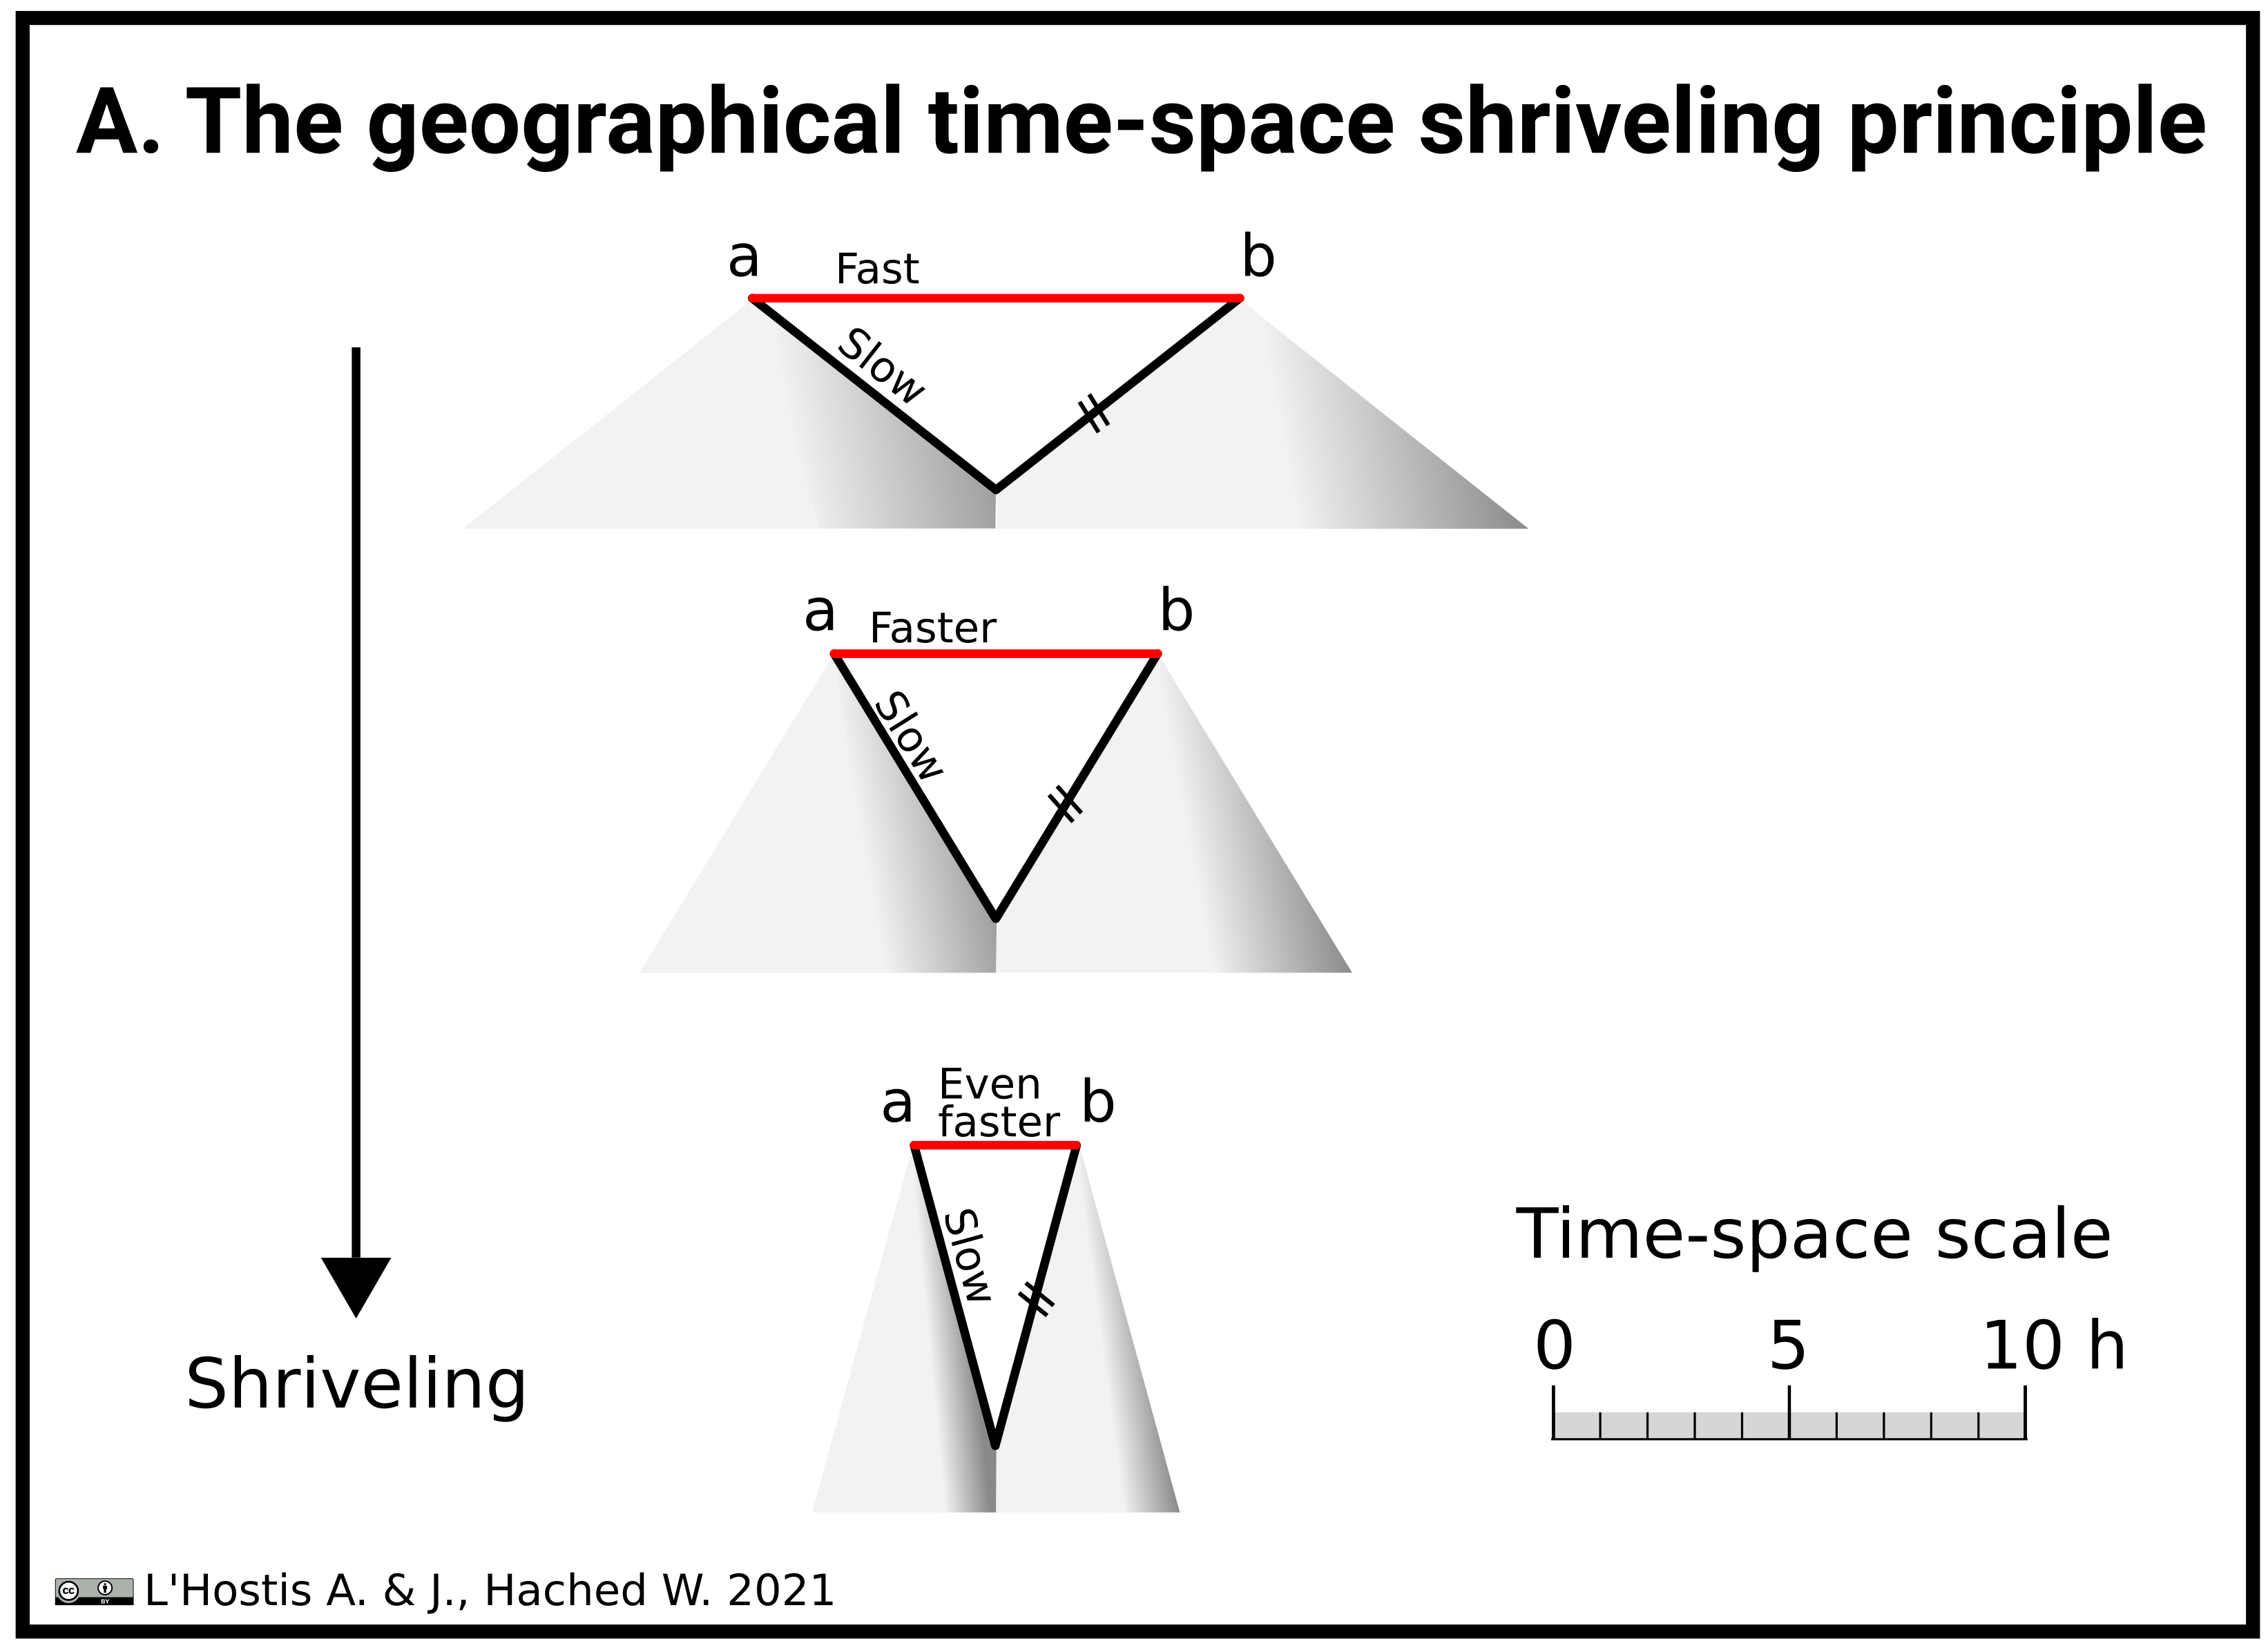 A. The geographical time-space shriveling principle
a
Fast
b
Slow
a
Faster
b
Slow
a
Even
faster
b
Slow
Shriveling
Time-space scale
0 5 10 h
cc BY
L'Hostis A. & J., Hached W. 2021